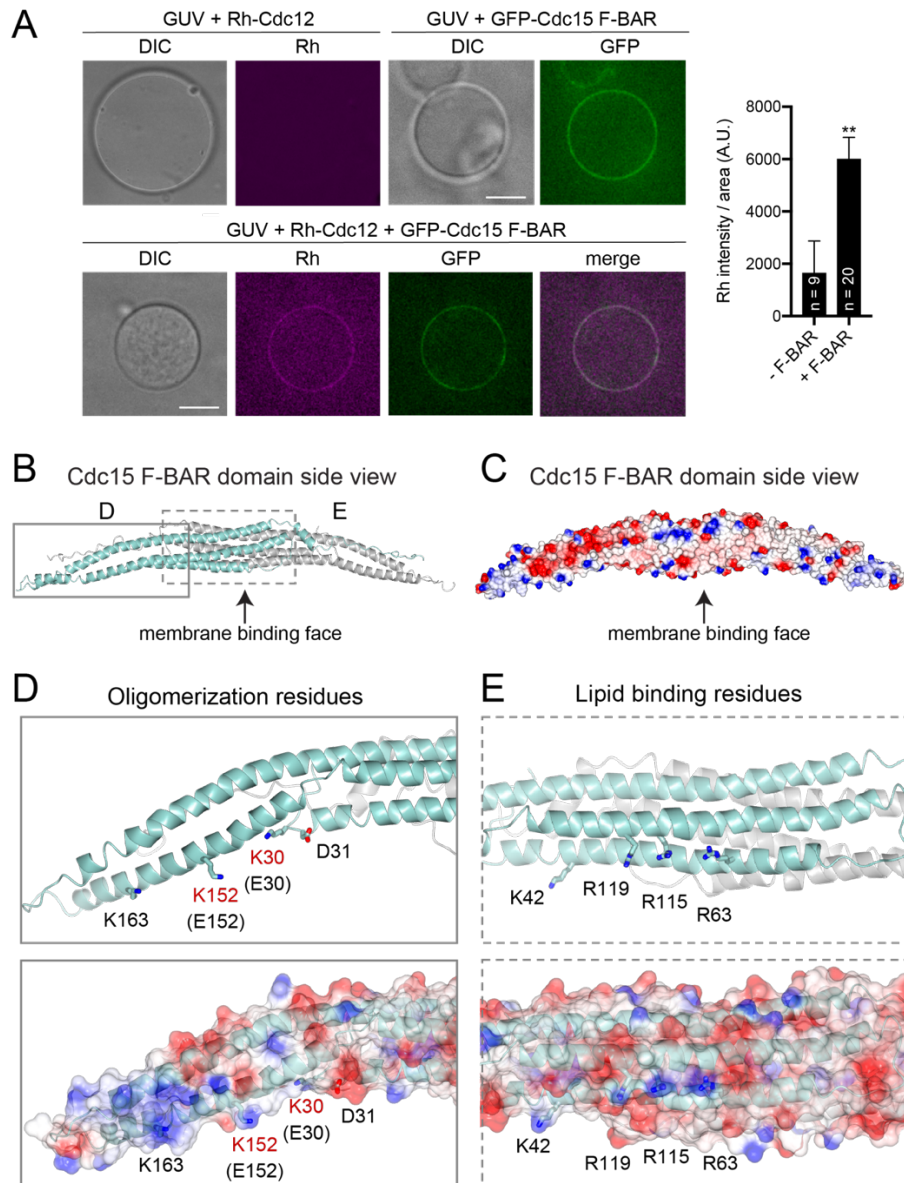 A
GUV + Rh-Cdc12
GUV + GFP-Cdc15 F-BAR
DIC
Rh
DIC
GFP
GUV + Rh-Cdc12 + GFP-Cdc15 F-BAR
DIC
Rh
GFP
merge
Rh intensity / area (A.U.)
8000
6000
4000
2000
0
**
n = 9
n = 20
- F-BAR
+ F-BAR
B
Cdc15 F-BAR domain side view
D
E
membrane binding face
C
Cdc15 F-BAR domain side view
membrane binding face
D
Oligomerization residues
K30
(E30)
D31
K152
(E152)
K163
K30
(E30)
D31
K152
(E152)
K163
E
Lipid binding residues
K42
R119
R115
R63
K42
R119
R115
R63